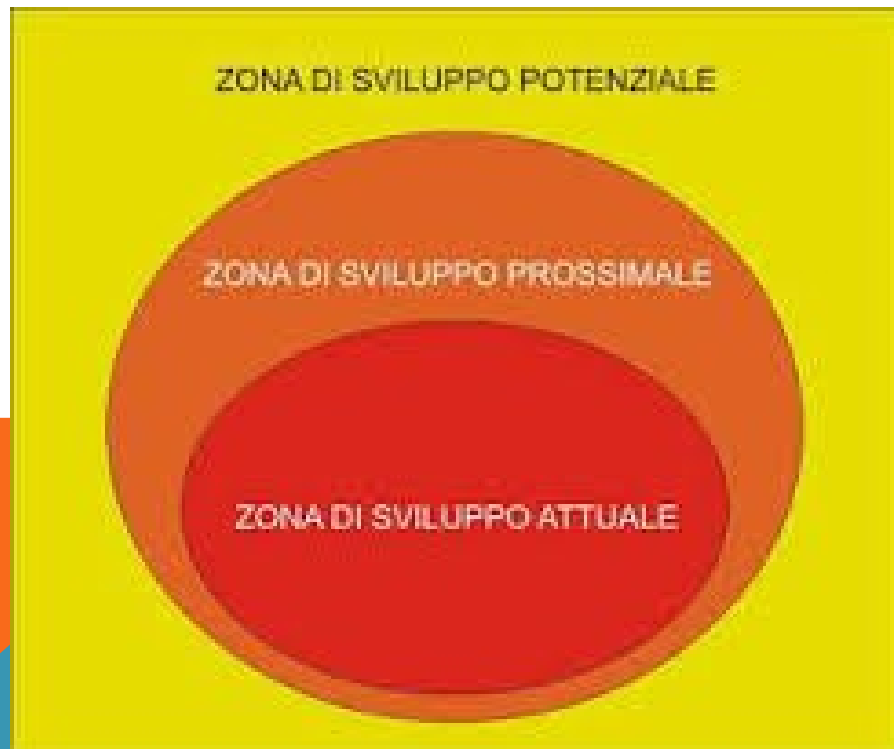 ZONA DI SVILUPPO POTENZIALE
ZONA DI SVILUPPO PROSSIMALE
ZONA DI SVILUPPO ATTUALE